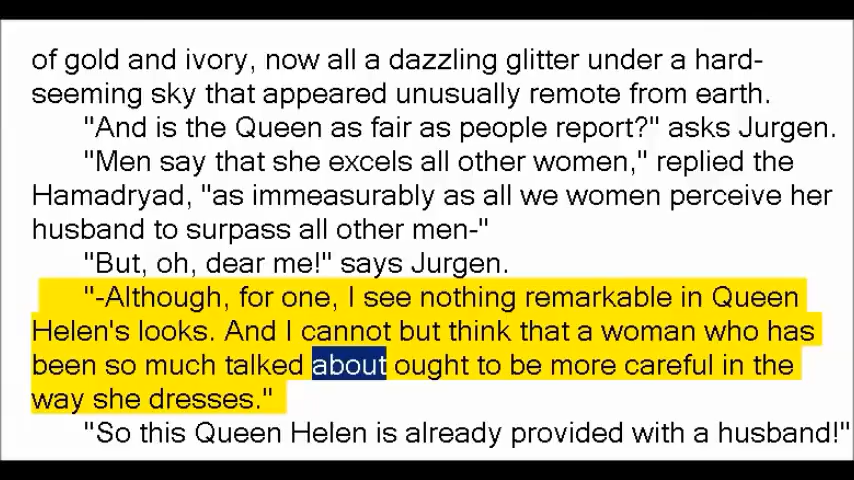 of gold and ivory, now all a dazzling glitter under a hard-
seeming sky that appeared unusually remote from earth.
"And is the Queen as fair as people report?" asks Jurgen.
"Men say that she excels all other women," replied the
Hamadryad, "as immeasurably as all we women perceive her
husband to surpass all other men-"
"But, oh, dear me!" says Jurgen.
"-Although, for one, I see nothing remarkable in Queen
Helen's looks. And I cannot but think that a woman who has
been so much talked about ought to be more careful in the
way she dresses."
"So this Queen Helen is already provided with a husband!"